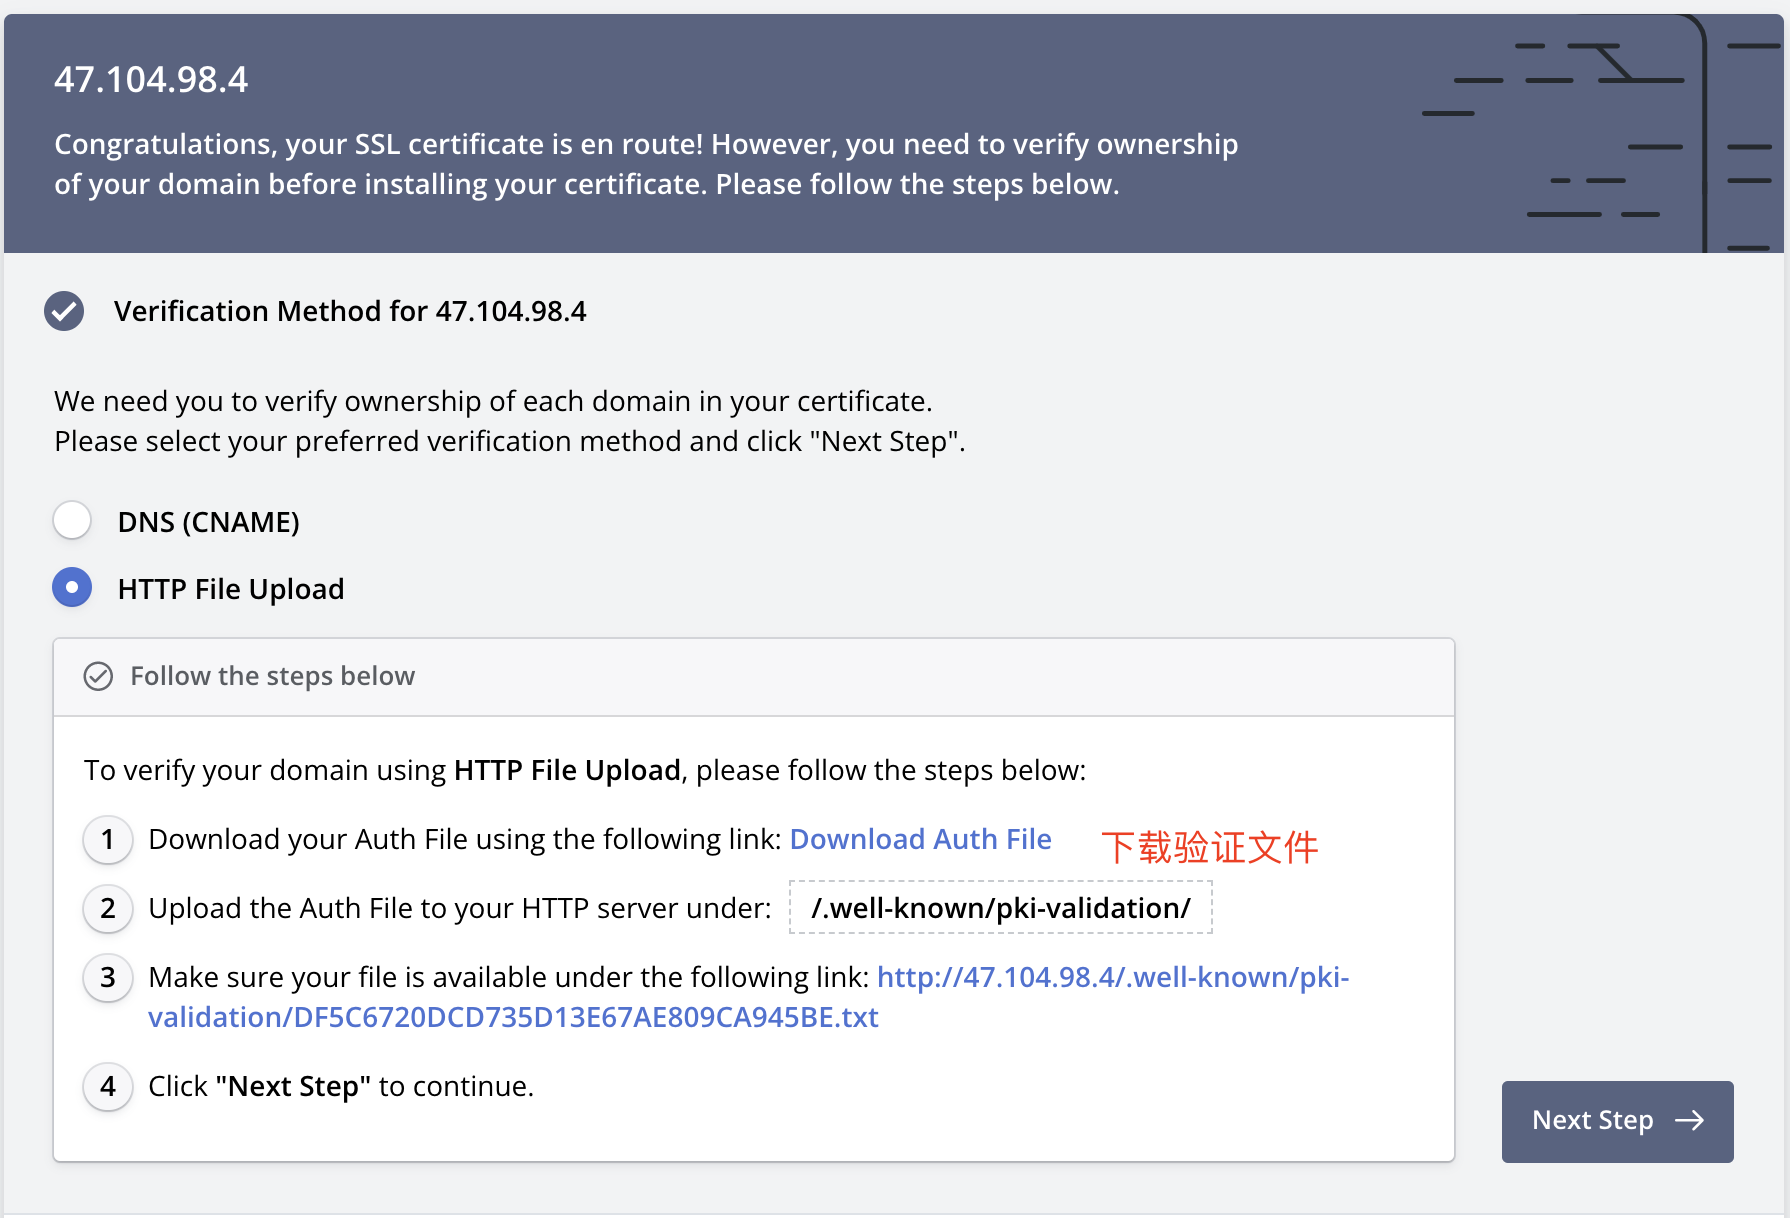 47.104.98.4
Congratulations, your SSL certificate is en route! However, you need to verify ownership
of your domain before installing your certificate. Please follow the steps below.
Verification Method for 47.104.98.4
We need you to verify ownership of each domain in your certificate.
Please select your preferred verification method and click "Next Step".
DNS (CNAME)
HTTP File Upload
Follow the steps below
To verify your domain using HTTP File Upload, please follow the steps below:
1 Download your Auth File using the following link: Download Auth File 下载验证文件
2 Upload the Auth File to your HTTP server under: /.well-known/pki-validation/
3 Make sure your file is available under the following link: http://47.104.98.4/.well-known/pki-
validation/DF5C6720DCD735D13E67AE809CA945BE.txt
4 Click "Next Step" to continue.
Next Step